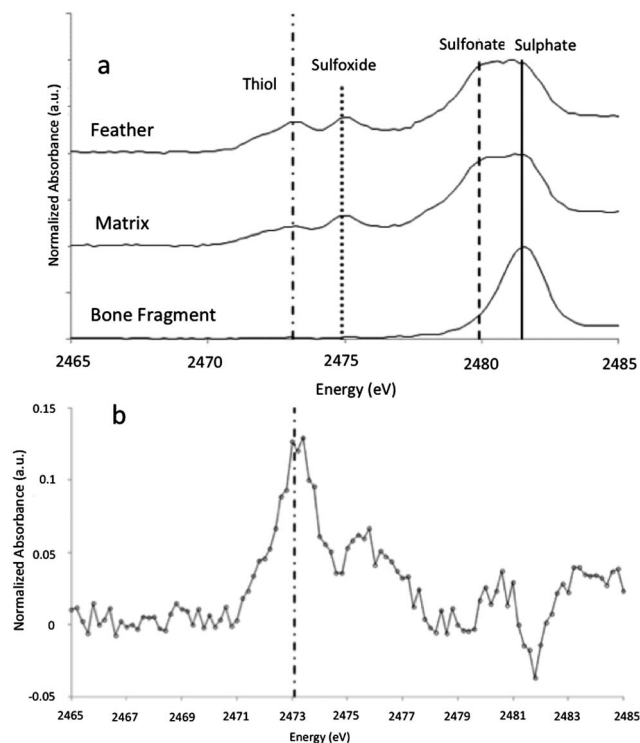 a
Thiol
Sulfoxide
Sulfonate
Sulphate
Feather
Matrix
Bone Fragment
Normalized Absorbance (a.u.)
2465 2470 2475 2480 2485
Energy (eV)
b
0.15
0.1
0.05
0
-0.05
Normalized Absorbance (a.u.)
2465 2467 2469 2471 2473 2475 2477 2479 2481 2483 2485
Energy (eV)